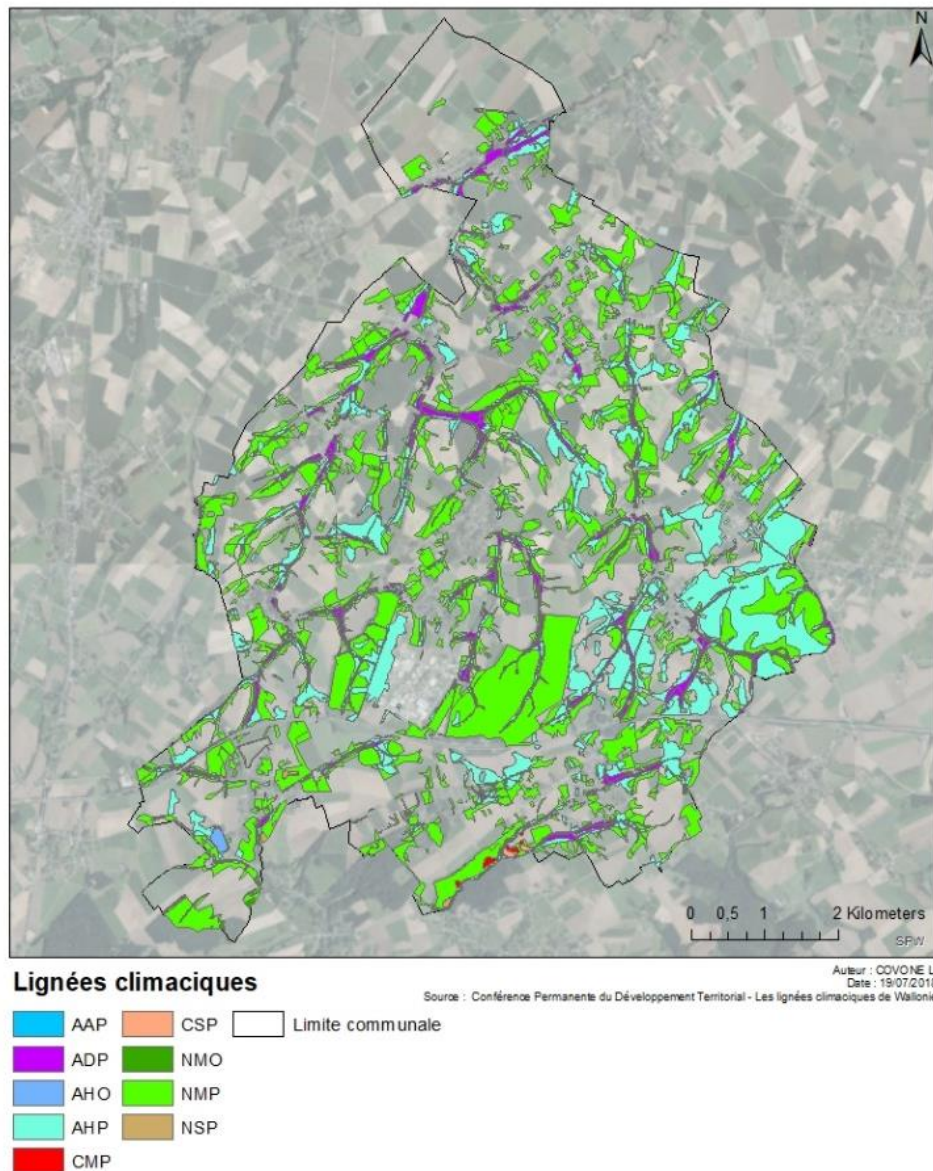 N
0 0,5 1 2 Kilometers
SPW
Lignées climaciques
Auteur : COVONE L
Date : 19/07/2018
Source : Conférence Permanente du Développement Territorial - Les lignées climaciques de Wallonie
AAP CSP Limite communale
ADP NMO
AHO NMP
AHP NSP
CMP